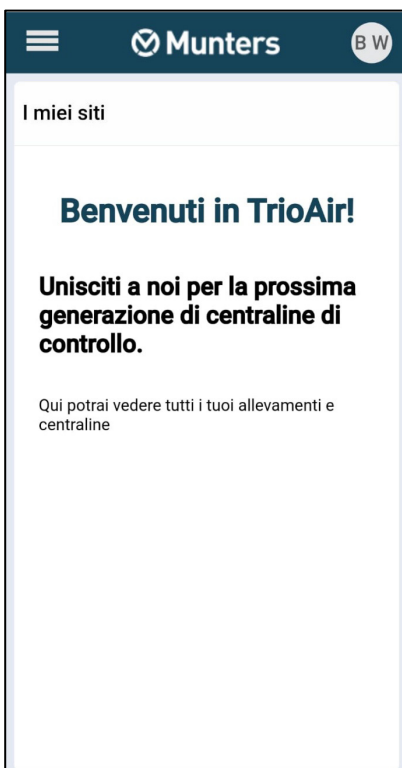 Munters
B W
I miei siti
Benvenuti in TrioAir!
Unisciti a noi per la prossima
generazione di centraline di
controllo.
Qui potrai vedere tutti i tuoi allevamenti e
centraline